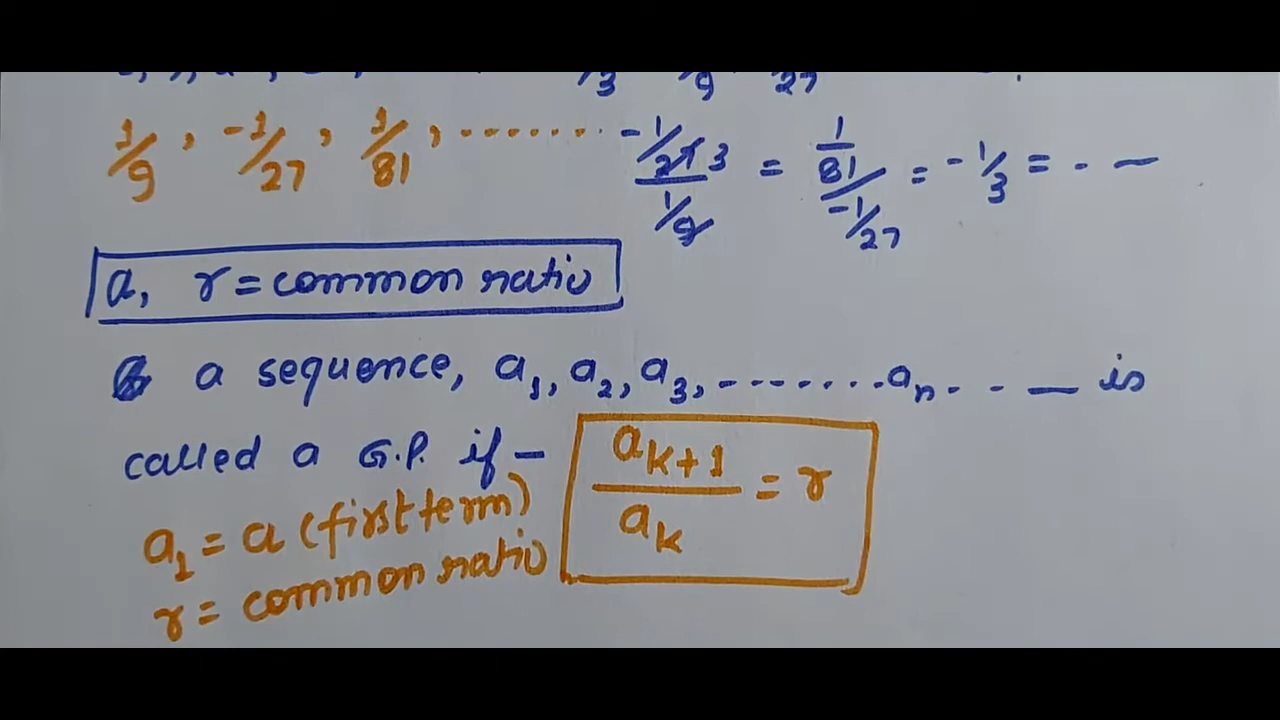 1/9, -1/27, 1/81, ........ (-1/27)/(1/9) = (1/81)/(-1/27) = -1/3 = - - —
a, r = common ratio
a sequence, a₁, a₂, a₃, ........ aₙ - - — is
called a G.P. if – aₖ₊₁/aₖ = r
a₁ = a (first term)
r = common ratio